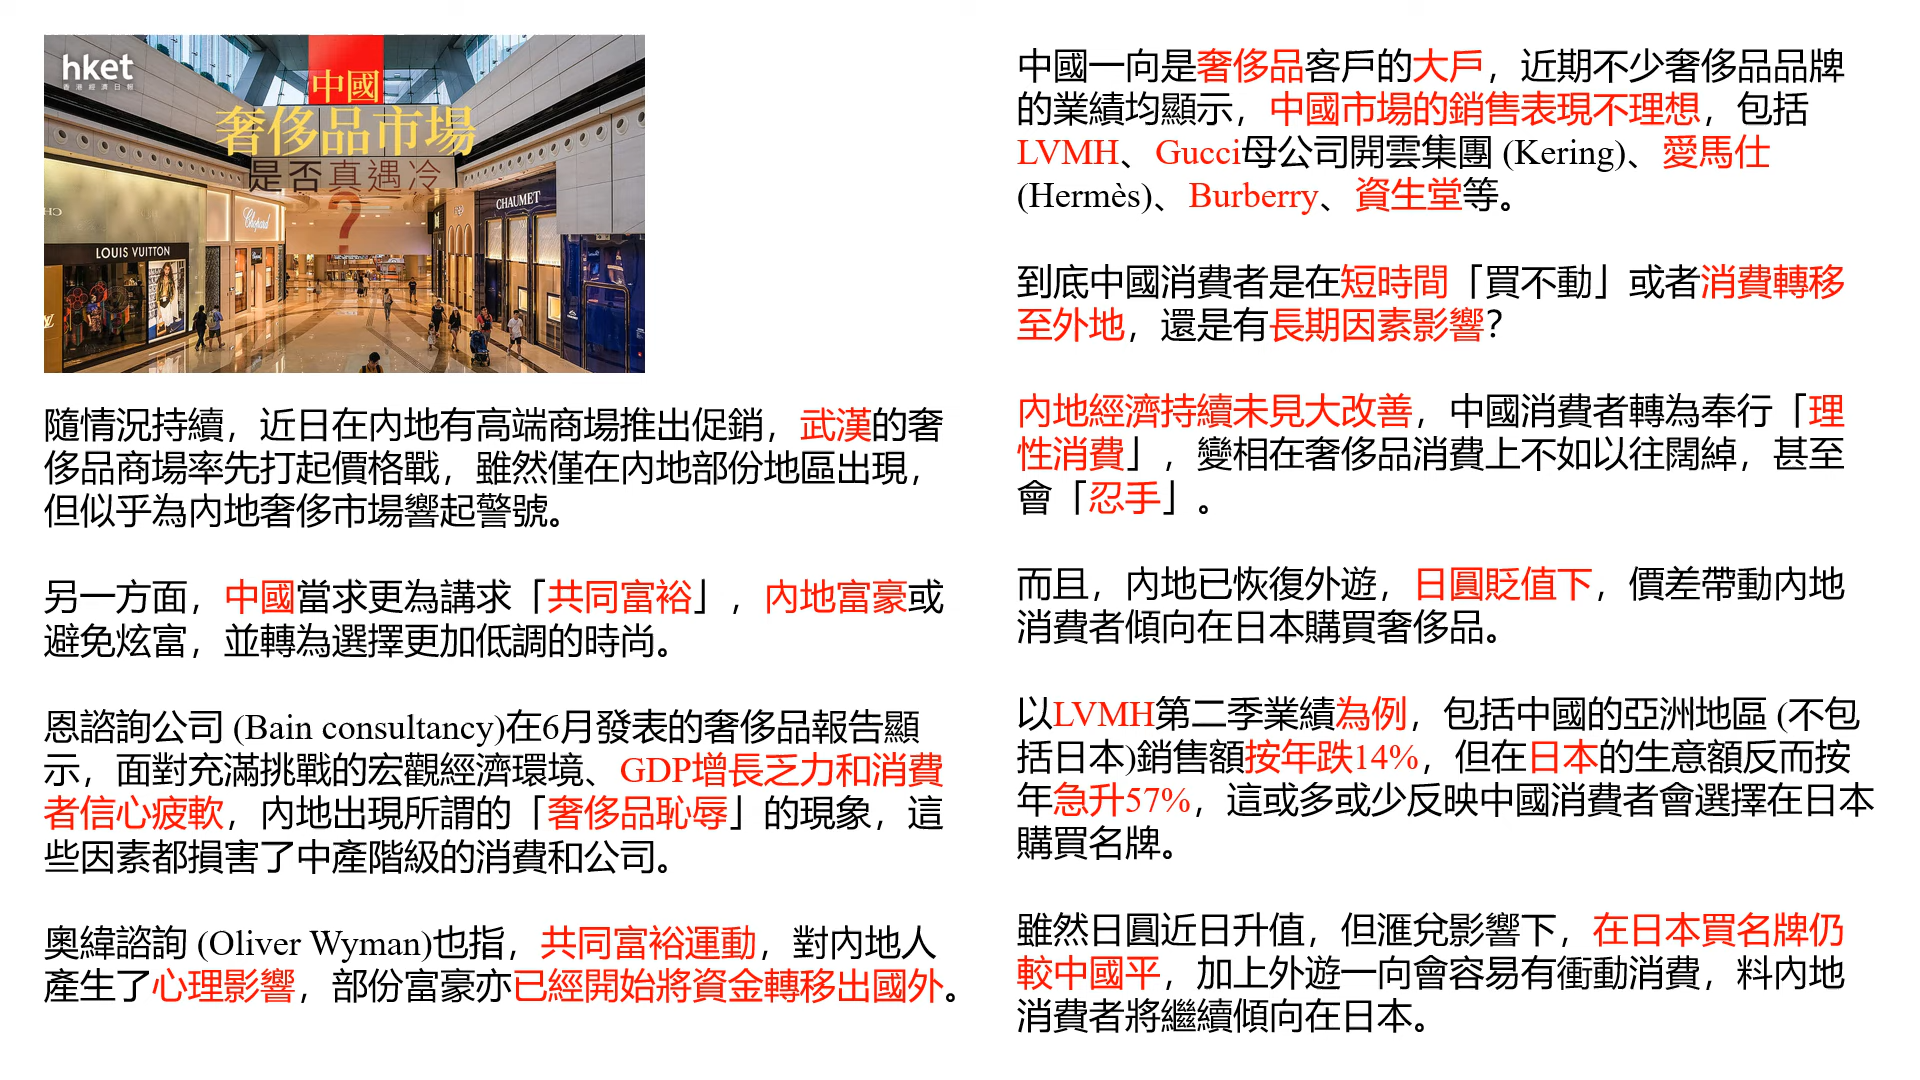 hket
香港經濟日報
中國
奢侈品市場
是否真遇冷
?
CHAUMET
Chopard
LOUIS VUITTON
隨情況持續，近日在內地有高端商場推出促銷，武漢的奢
侈品商場率先打起價格戰，雖然僅在內地部份地區出現，
但似乎為內地奢侈市場響起警號。
另一方面，中國當求更為講求「共同富裕」，內地富豪或
避免炫富，並轉為選擇更加低調的時尚。
恩諮詢公司 (Bain consultancy)在6月發表的奢侈品報告顯
示，面對充滿挑戰的宏觀經濟環境、GDP增長乏力和消費
者信心疲軟，內地出現所謂的「奢侈品恥辱」的現象，這
些因素都損害了中產階級的消費和公司。
奧緯諮詢 (Oliver Wyman)也指，共同富裕運動，對內地人
產生了心理影響，部份富豪亦已經開始將資金轉移出國外。
中國一向是奢侈品客戶的大戶，近期不少奢侈品品牌
的業績均顯示，中國市場的銷售表現不理想，包括
LVMH、Gucci母公司開雲集團 (Kering)、愛馬仕
(Hermès)、Burberry、資生堂等。
到底中國消費者是在短時間「買不動」或者消費轉移
至外地，還是有長期因素影響？
內地經濟持續未見大改善，中國消費者轉為奉行「理
性消費」，變相在奢侈品消費上不如以往闊綽，甚至
會「忍手」。
而且，內地已恢復外遊，日圓貶值下，價差帶動內地
消費者傾向在日本購買奢侈品。
以LVMH第二季業績為例，包括中國的亞洲地區 (不包
括日本)銷售額按年跌14%，但在日本的生意額反而按
年急升57%，這或多或少反映中國消費者會選擇在日本
購買名牌。
雖然日圓近日升值，但滙兌影響下，在日本買名牌仍
較中國平，加上外遊一向會容易有衝動消費，料內地
消費者將繼續傾向在日本。